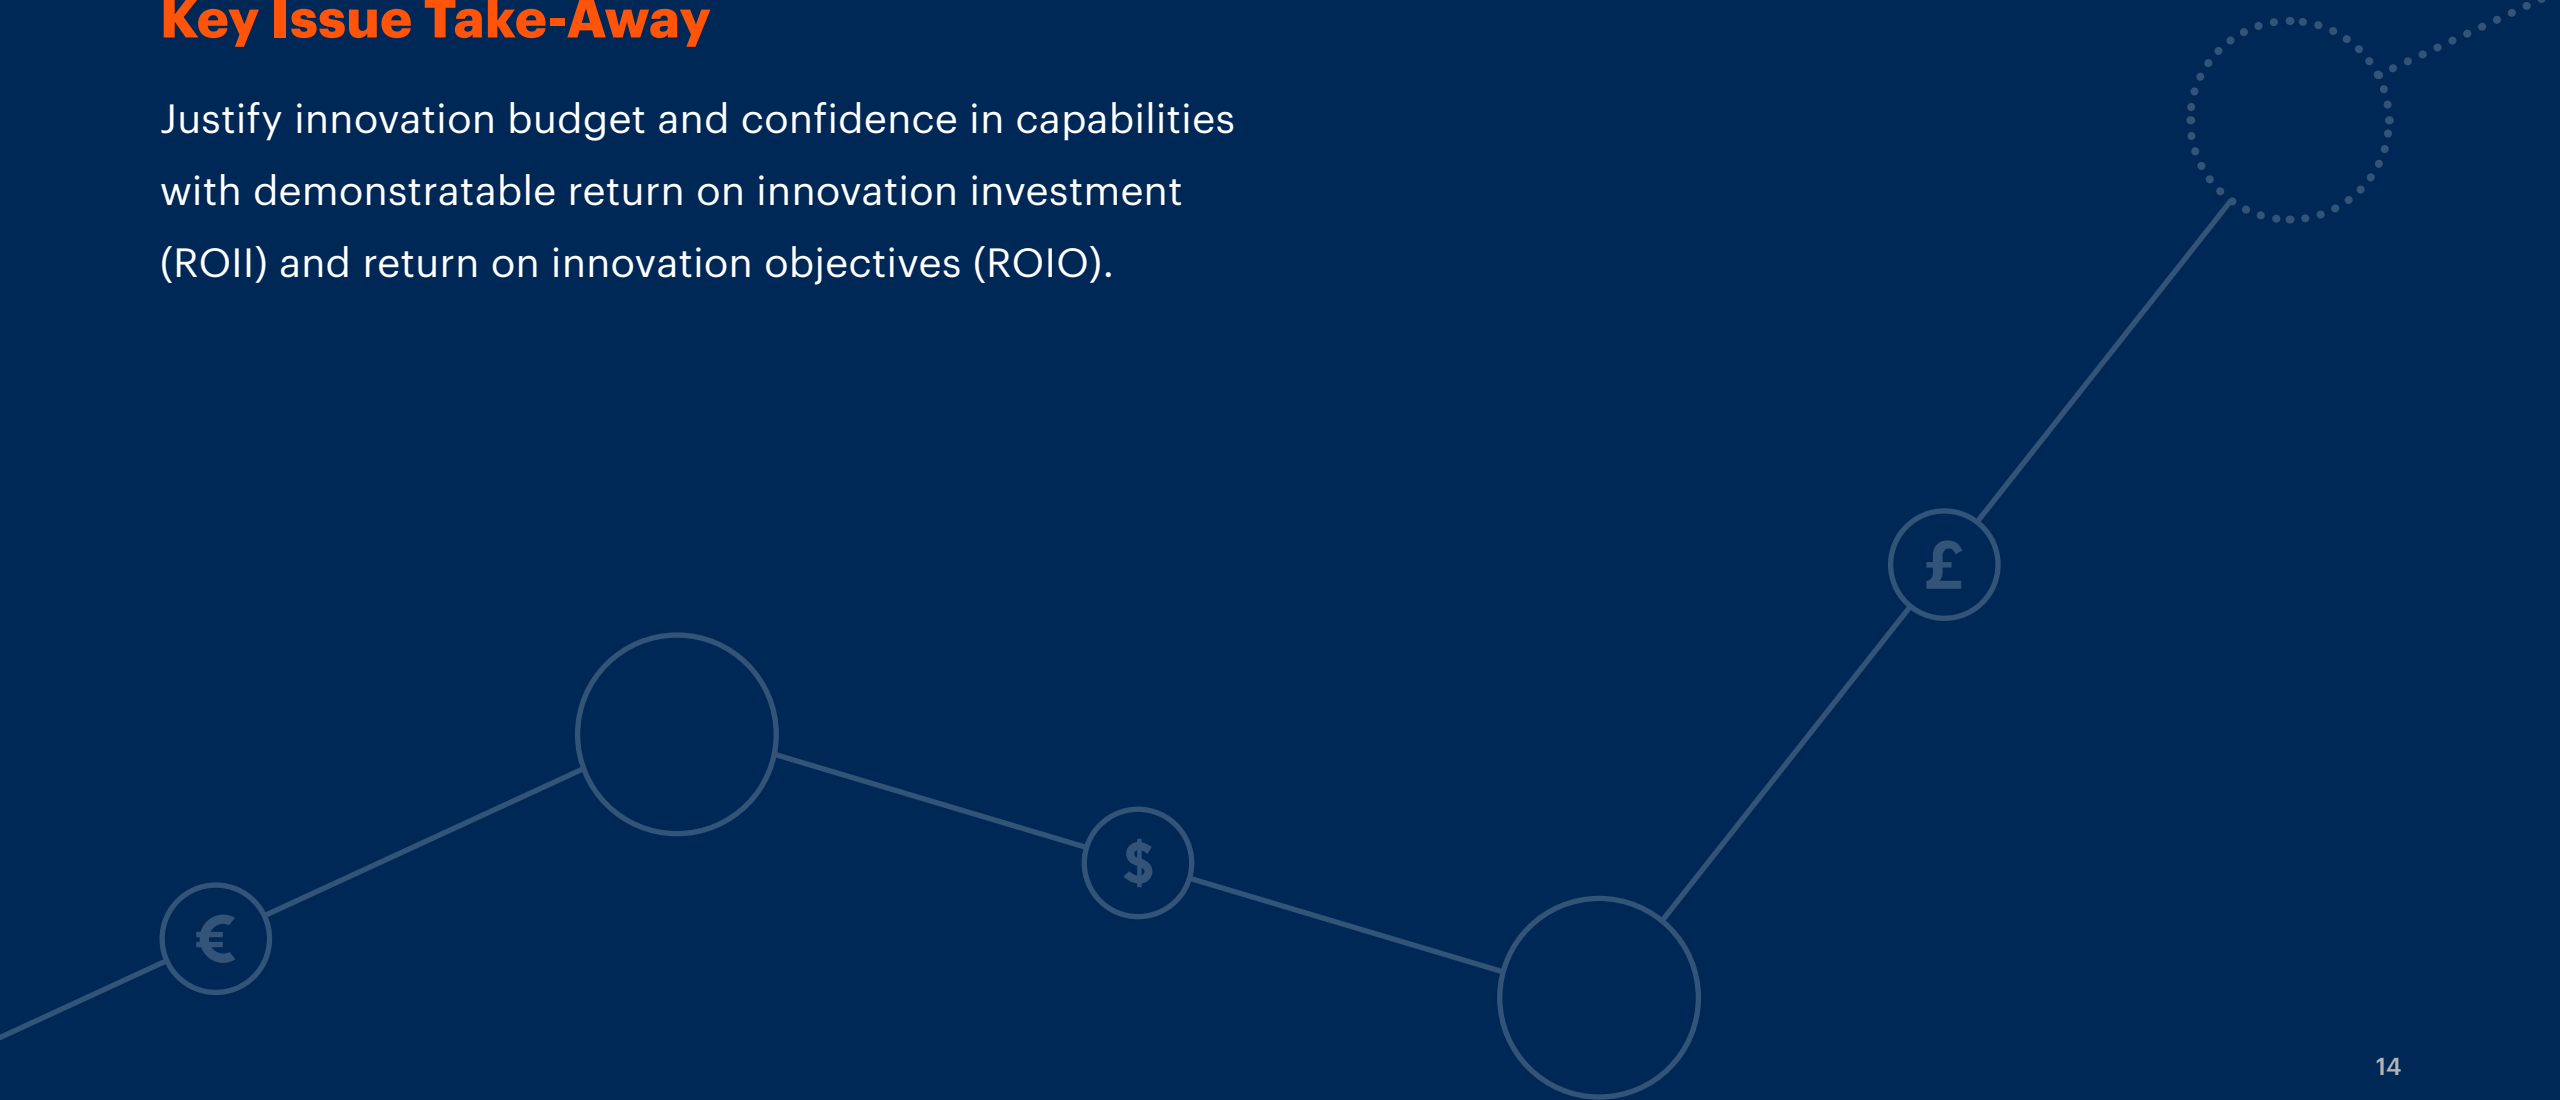 Key Issue Take-Away
Justify innovation budget and confidence in capabilities
with demonstratable return on innovation investment
(ROII) and return on innovation objectives (ROIO).
£
$
€
14